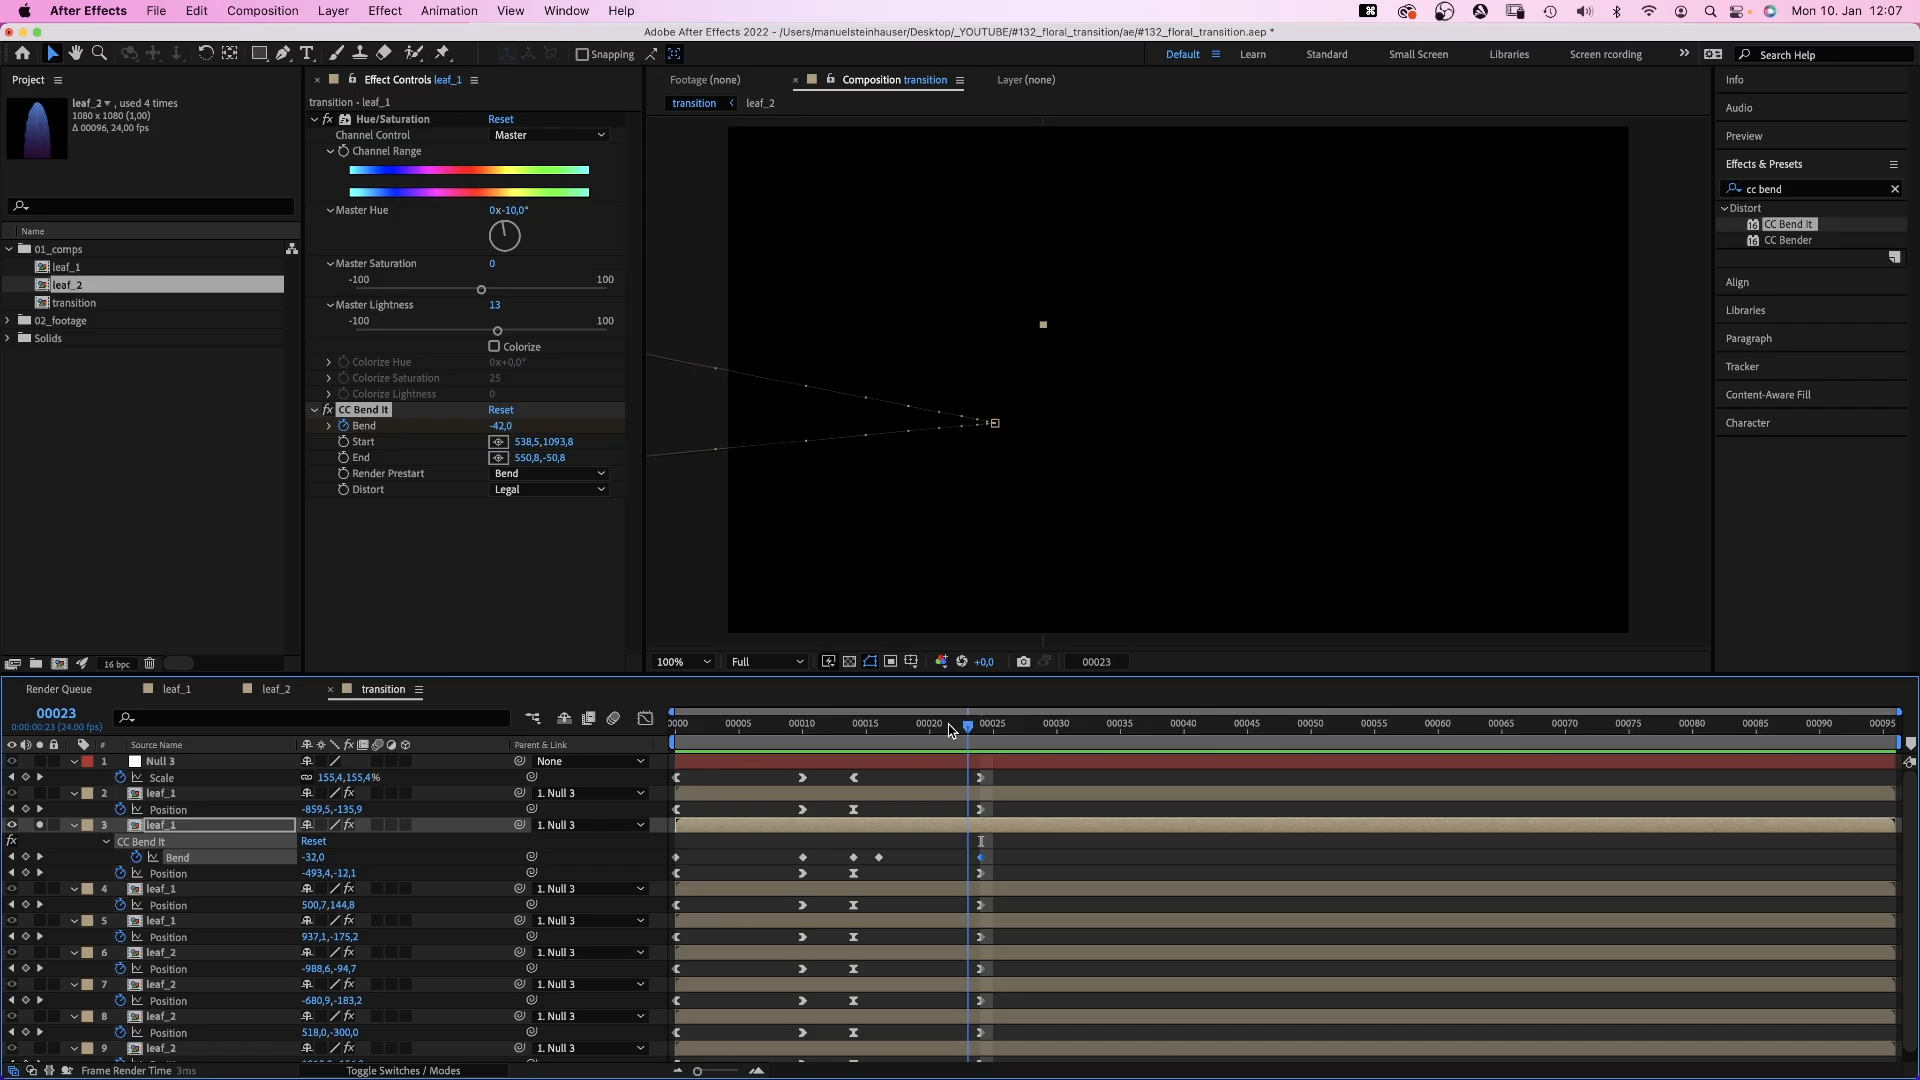 After Effects File Edit Composition Layer Effect Animation View Window Help Mon 10. Jan 12:07
Adobe After Effects 2022 - /Users/manuelsteinhauser/Desktop/_YOUTUBE/#132_floral_transition/ae/#132_floral_transition.aep *
Snapping Default Learn Standard Small Screen Libraries Screen recording Search Help
Project Effect Controls leaf_1 Footage (none) Composition transition Layer (none) Info
leaf_2, used 4 times
1080 x 1080 (1,00)
Δ 00096, 24,00 fps
transition - leaf_1
transition leaf_2
Audio
Preview
Effects & Presets
cc bend
Distort
CC Bend It
CC Bender
Align
Libraries
Paragraph
Tracker
Content-Aware Fill
Character
fx Hue/Saturation Reset
Channel Control Master
Channel Range
Master Hue 0x-10,0°
Master Saturation 0
-100 100
Master Lightness 13
-100 100
Colorize
Colorize Hue 0x+0,0°
Colorize Saturation 25
Colorize Lightness 0
fx CC Bend It Reset
Bend -42,0
Start 538,5,1093,8
End 550,8,-50,8
Render Prestart Bend
Distort Legal
Name
01_comps
leaf_1
leaf_2
transition
02_footage
Solids
16 bpc
100% Full +0,0 00023
Render Queue leaf_1 leaf_2 transition
00023
0:00:00:23 (24.00 fps)
0000 00005 00010 00015 00020 00025 00030 00035 00040 00045 00050 00055 00060 00065 00070 00075 00080 00085 00090 00095
# Source Name Parent & Link
1 Null 3 None
Scale 155,4,155,4%
2 leaf_1 1. Null 3
Position -859,5,-135,9
3 leaf_1 1. Null 3
fx CC Bend It Reset
Bend -32,0
Position -493,4,-12,1
4 leaf_1 fx 1. Null 3
Position 500,7,144,8
5 leaf_1 fx 1. Null 3
Position 937,1,-175,2
6 leaf_2 fx 1. Null 3
Position -988,6,-94,7
7 leaf_2 fx 1. Null 3
Position -680,9,-183,2
8 leaf_2 fx 1. Null 3
Position 518,0,-300,0
9 leaf_2 fx 1. Null 3
Frame Render Time 3ms Toggle Switches / Modes